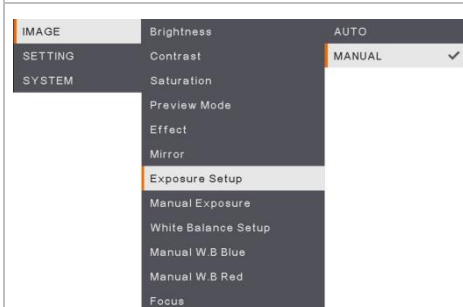 IMAGE
SETTING
SYSTEM
Brightness
Contrast
Saturation
Preview Mode
Effect
Mirror
Exposure Setup
Manual Exposure
White Balance Setup
Manual W.B Blue
Manual W.B Red
Focus
AUTO
MANUAL